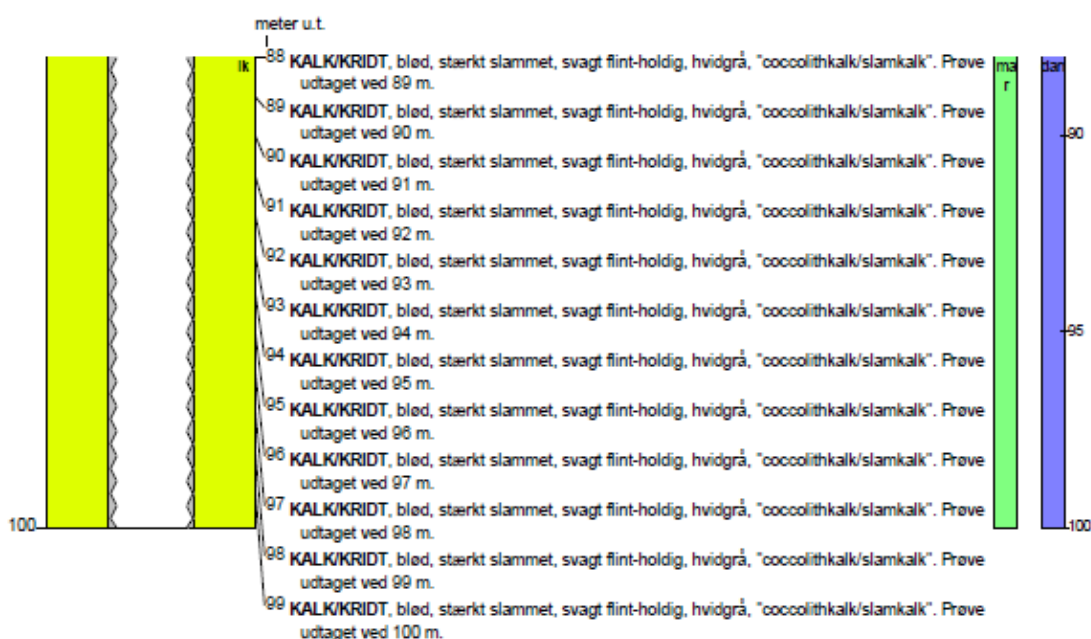 meter u.t.
lk
88 KALK/KRIDT, blød, stærkt slammet, svagt flint-holdig, hvidgrå, "coccolithkalk/slamkalk". Prøve
udtaget ved 89 m.
mar
dan
89 KALK/KRIDT, blød, stærkt slammet, svagt flint-holdig, hvidgrå, "coccolithkalk/slamkalk". Prøve
udtaget ved 90 m.
90
90 KALK/KRIDT, blød, stærkt slammet, svagt flint-holdig, hvidgrå, "coccolithkalk/slamkalk". Prøve
udtaget ved 91 m.
91 KALK/KRIDT, blød, stærkt slammet, svagt flint-holdig, hvidgrå, "coccolithkalk/slamkalk". Prøve
udtaget ved 92 m.
92 KALK/KRIDT, blød, stærkt slammet, svagt flint-holdig, hvidgrå, "coccolithkalk/slamkalk". Prøve
udtaget ved 93 m.
93 KALK/KRIDT, blød, stærkt slammet, svagt flint-holdig, hvidgrå, "coccolithkalk/slamkalk". Prøve
udtaget ved 94 m.
95
94 KALK/KRIDT, blød, stærkt slammet, svagt flint-holdig, hvidgrå, "coccolithkalk/slamkalk". Prøve
udtaget ved 95 m.
95 KALK/KRIDT, blød, stærkt slammet, svagt flint-holdig, hvidgrå, "coccolithkalk/slamkalk". Prøve
udtaget ved 96 m.
96 KALK/KRIDT, blød, stærkt slammet, svagt flint-holdig, hvidgrå, "coccolithkalk/slamkalk". Prøve
udtaget ved 97 m.
97 KALK/KRIDT, blød, stærkt slammet, svagt flint-holdig, hvidgrå, "coccolithkalk/slamkalk". Prøve
udtaget ved 98 m.
100
100
98 KALK/KRIDT, blød, stærkt slammet, svagt flint-holdig, hvidgrå, "coccolithkalk/slamkalk". Prøve
udtaget ved 99 m.
99 KALK/KRIDT, blød, stærkt slammet, svagt flint-holdig, hvidgrå, "coccolithkalk/slamkalk". Prøve
udtaget ved 100 m.